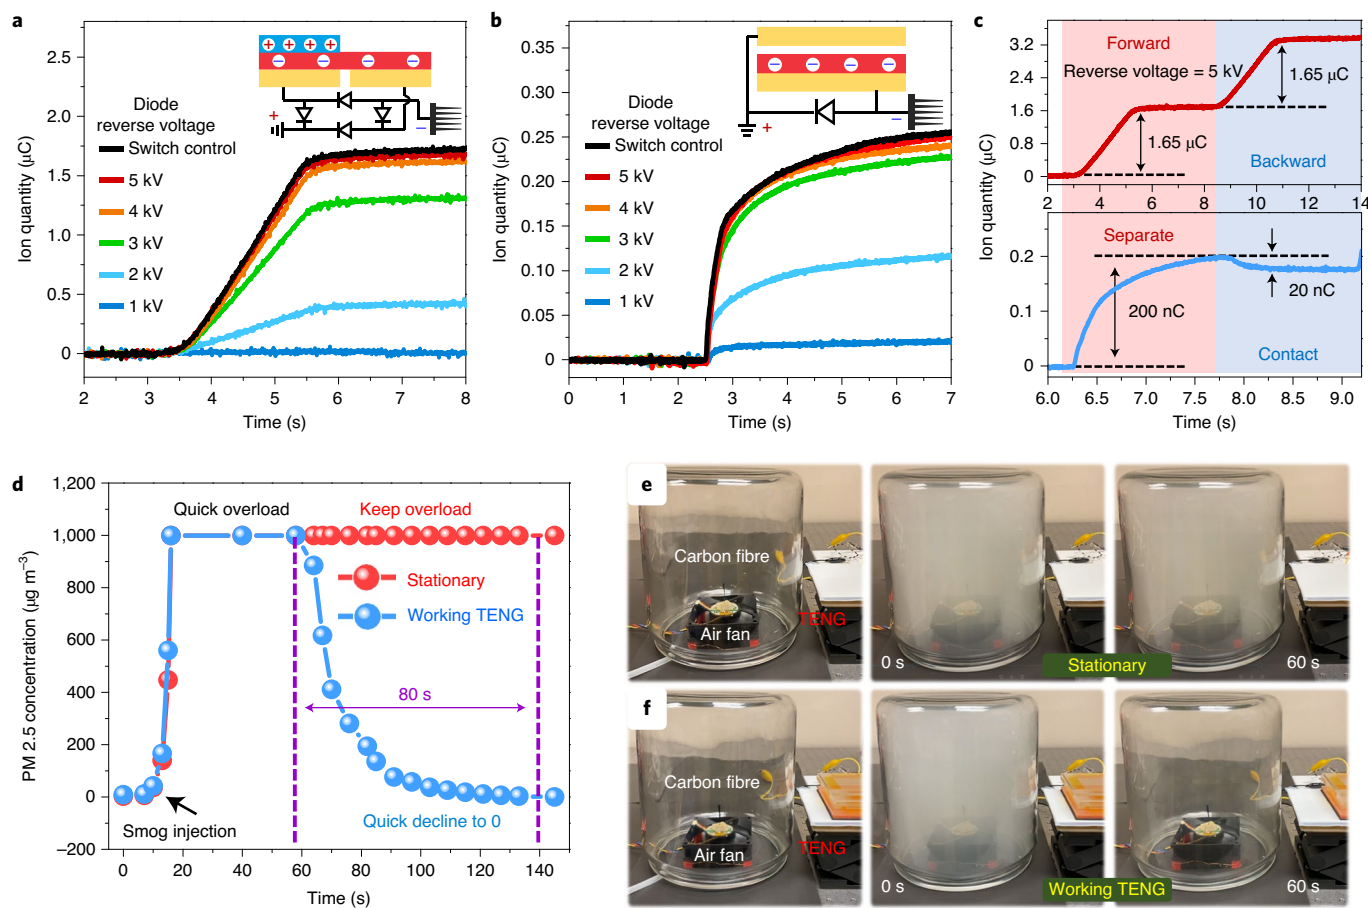 a
2.5
2.0
1.5
1.0
0.5
0
Ion quantity (μC)
Diode
reverse voltage
Switch control
5 kV
4 kV
3 kV
2 kV
1 kV
+ + + +
− − − −
+
−
2 3 4 5 6 7 8
Time (s)
b
0.35
0.30
0.25
0.20
0.15
0.10
0.05
0
Ion quantity (μC)
Diode
reverse voltage
Switch control
5 kV
4 kV
3 kV
2 kV
1 kV
− − − −
+
−
0 1 2 3 4 5 6 7
Time (s)
c
3.2
2.4
1.6
0.8
0
Forward
Reverse voltage = 5 kV
1.65 μC
1.65 μC
Backward
2 4 6 8 10 12 14
Ion quantity (μC)
0.2
0.1
0
Separate
200 nC
20 nC
Contact
6.0 6.5 7.0 7.5 8.0 8.5 9.0
Time (s)
d
1,200
1,000
800
600
400
200
0
−200
PM 2.5 concentration (μg m⁻³)
Quick overload
Keep overload
Stationary
Working TENG
80 s
Smog injection
Quick decline to 0
0 20 40 60 80 100 120 140
Time (s)
e
Carbon fibre
Air fan
TENG
0 s
Stationary
60 s
f
Carbon fibre
Air fan
TENG
0 s
Working TENG
60 s